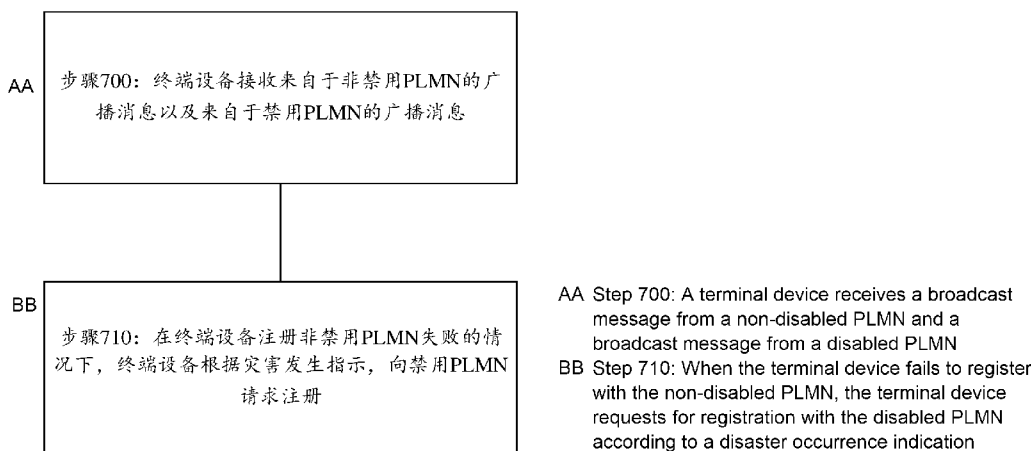 AA
步骤700：终端设备接收来自于非禁用PLMN的广
播消息以及来自于禁用PLMN的广播消息
BB
步骤710：在终端设备注册非禁用PLMN失败的情
况下，终端设备根据灾害发生指示，向禁用PLMN
请求注册
AA Step 700: A terminal device receives a broadcast
message from a non-disabled PLMN and a
broadcast message from a disabled PLMN
BB Step 710: When the terminal device fails to register
with the non-disabled PLMN, the terminal device
requests for registration with the disabled PLMN
according to a disaster occurrence indication